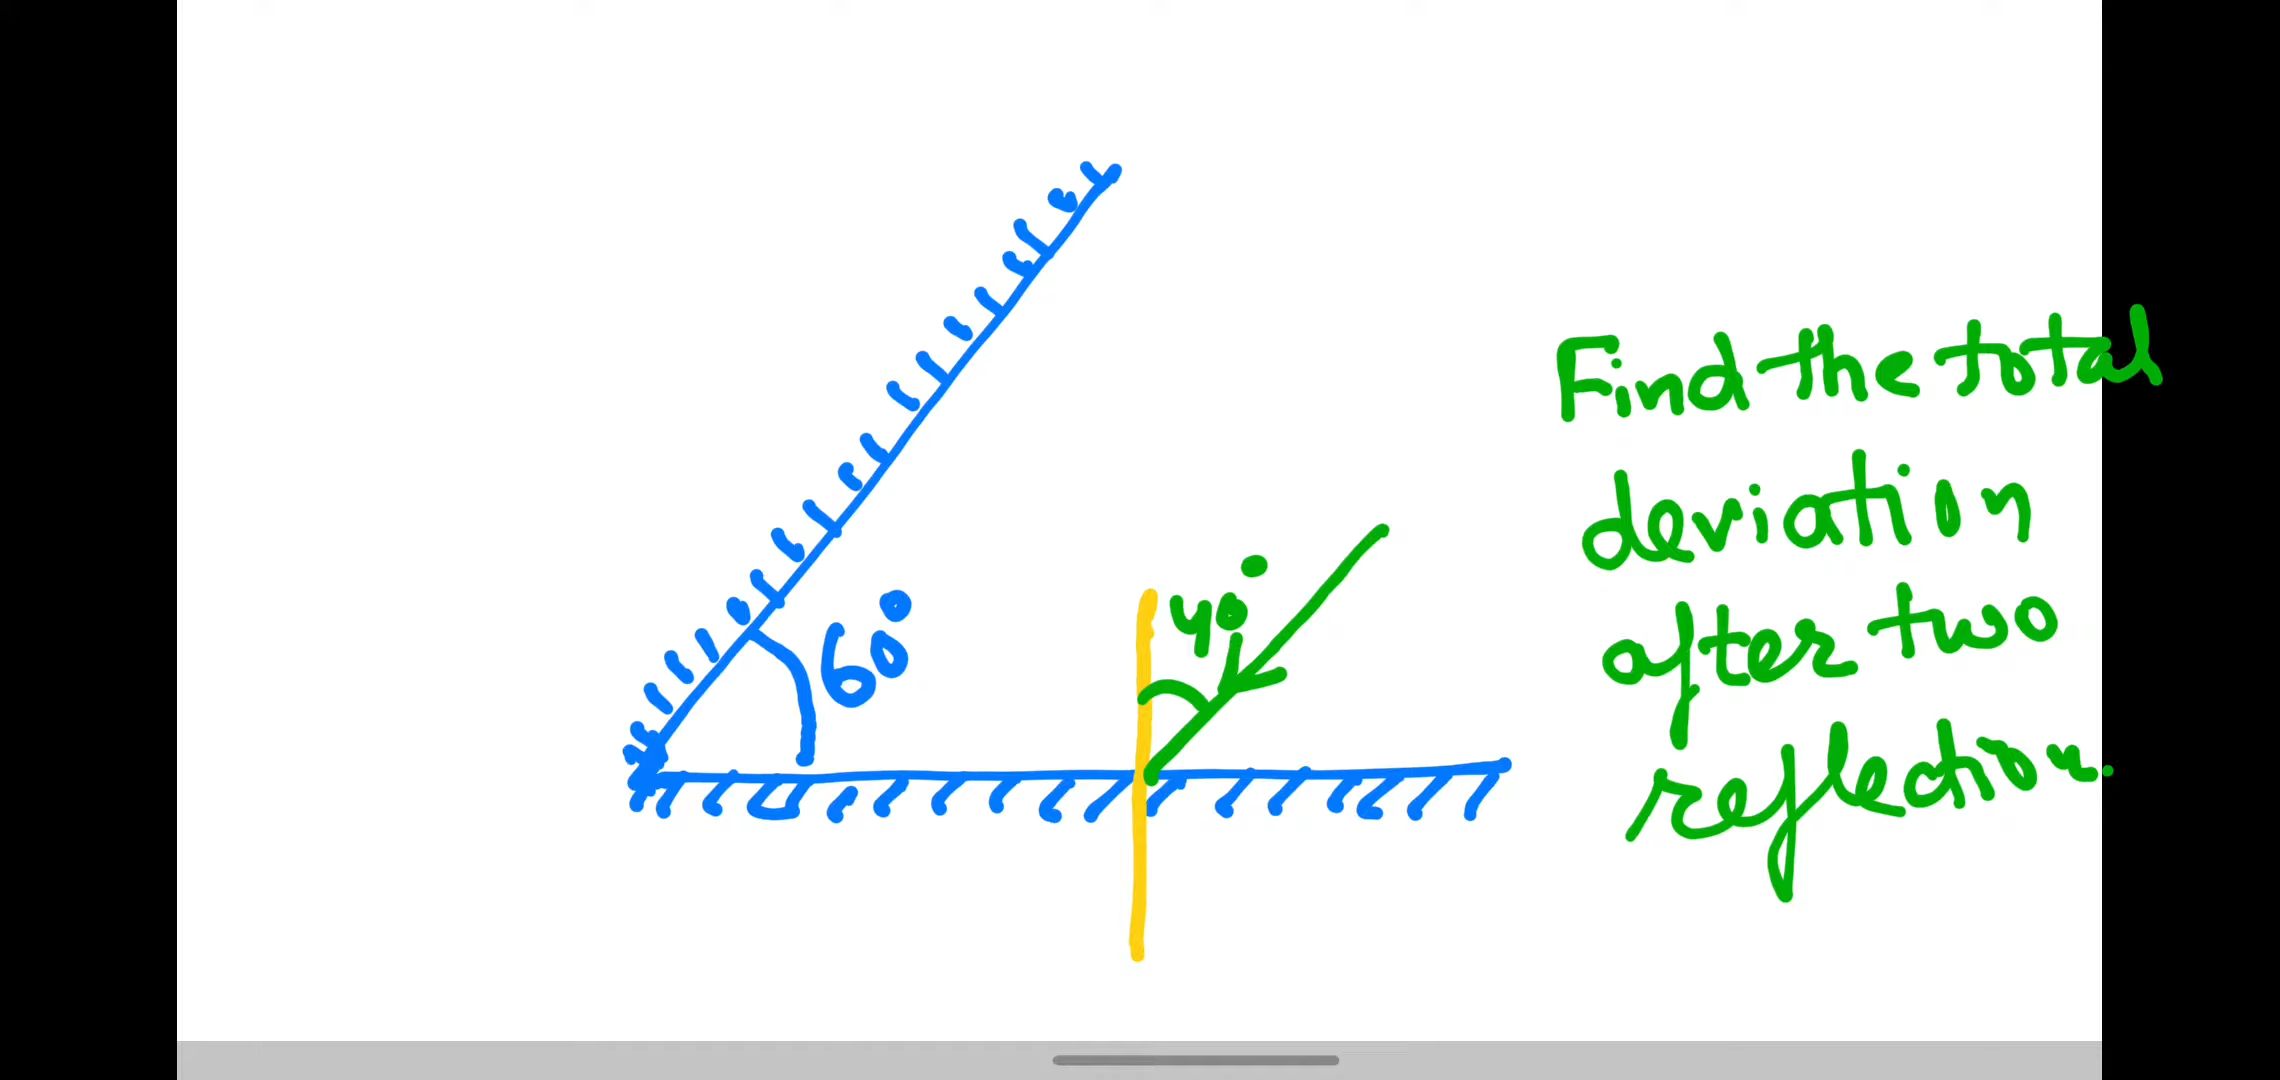 60°
40°
Find the total
deviation
after two
reflection.